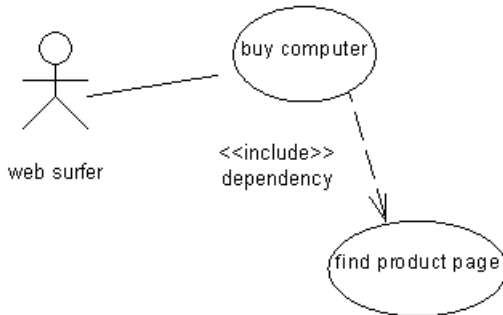 buy computer
web surfer
<<include>>
dependency
find product page